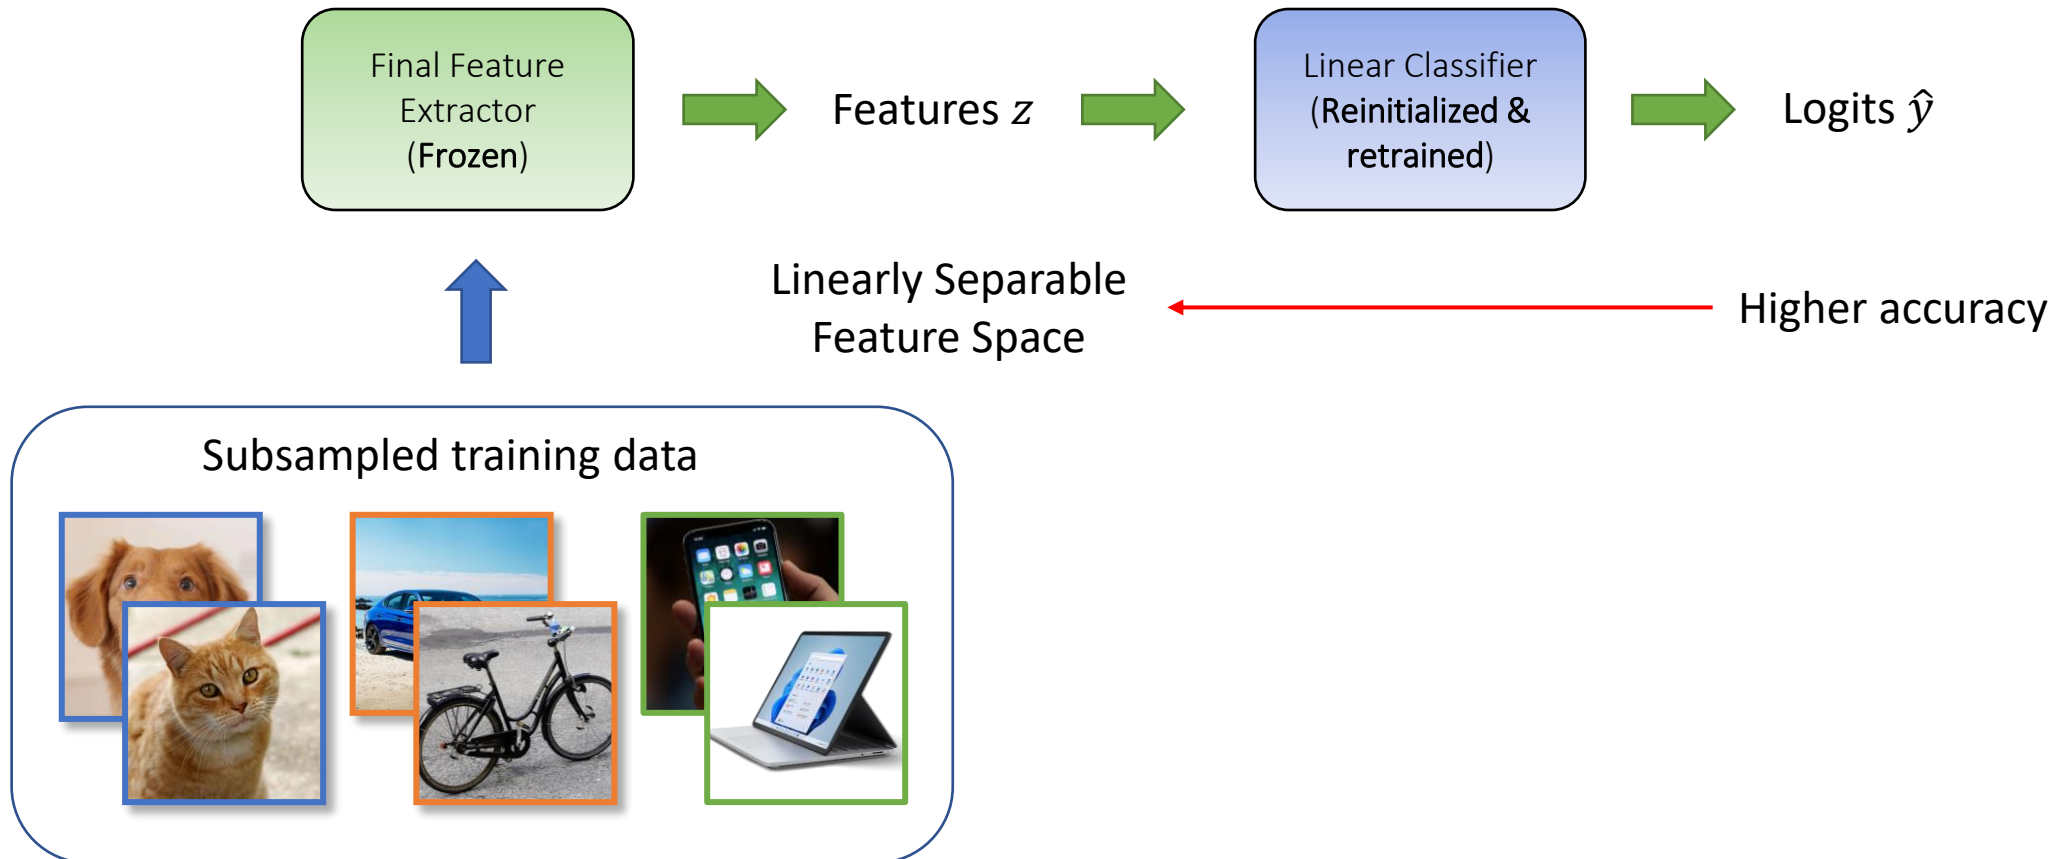 Final Feature
Extractor
(Frozen)
Features z
Linear Classifier
(Reinitialized &
retrained)
Logits ŷ
Linearly Separable
Feature Space
Higher accuracy
Subsampled training data